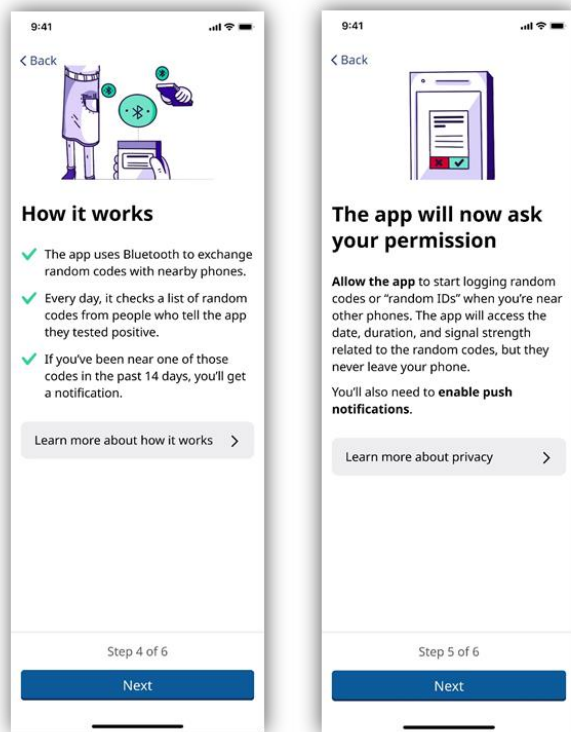 9:41
Back
How it works
The app uses Bluetooth to exchange
random codes with nearby phones.
Every day, it checks a list of random
codes from people who tell the app
they tested positive.
If you've been near one of those
codes in the past 14 days, you'll get
a notification.
Learn more about how it works
Step 4 of 6
Next
9:41
Back
The app will now ask
your permission
Allow the app to start logging random
codes or “random IDs” when you're near
other phones. The app will access the
date, duration, and signal strength
related to the random codes, but they
never leave your phone.
You'll also need to enable push
notifications.
Learn more about privacy
Step 5 of 6
Next